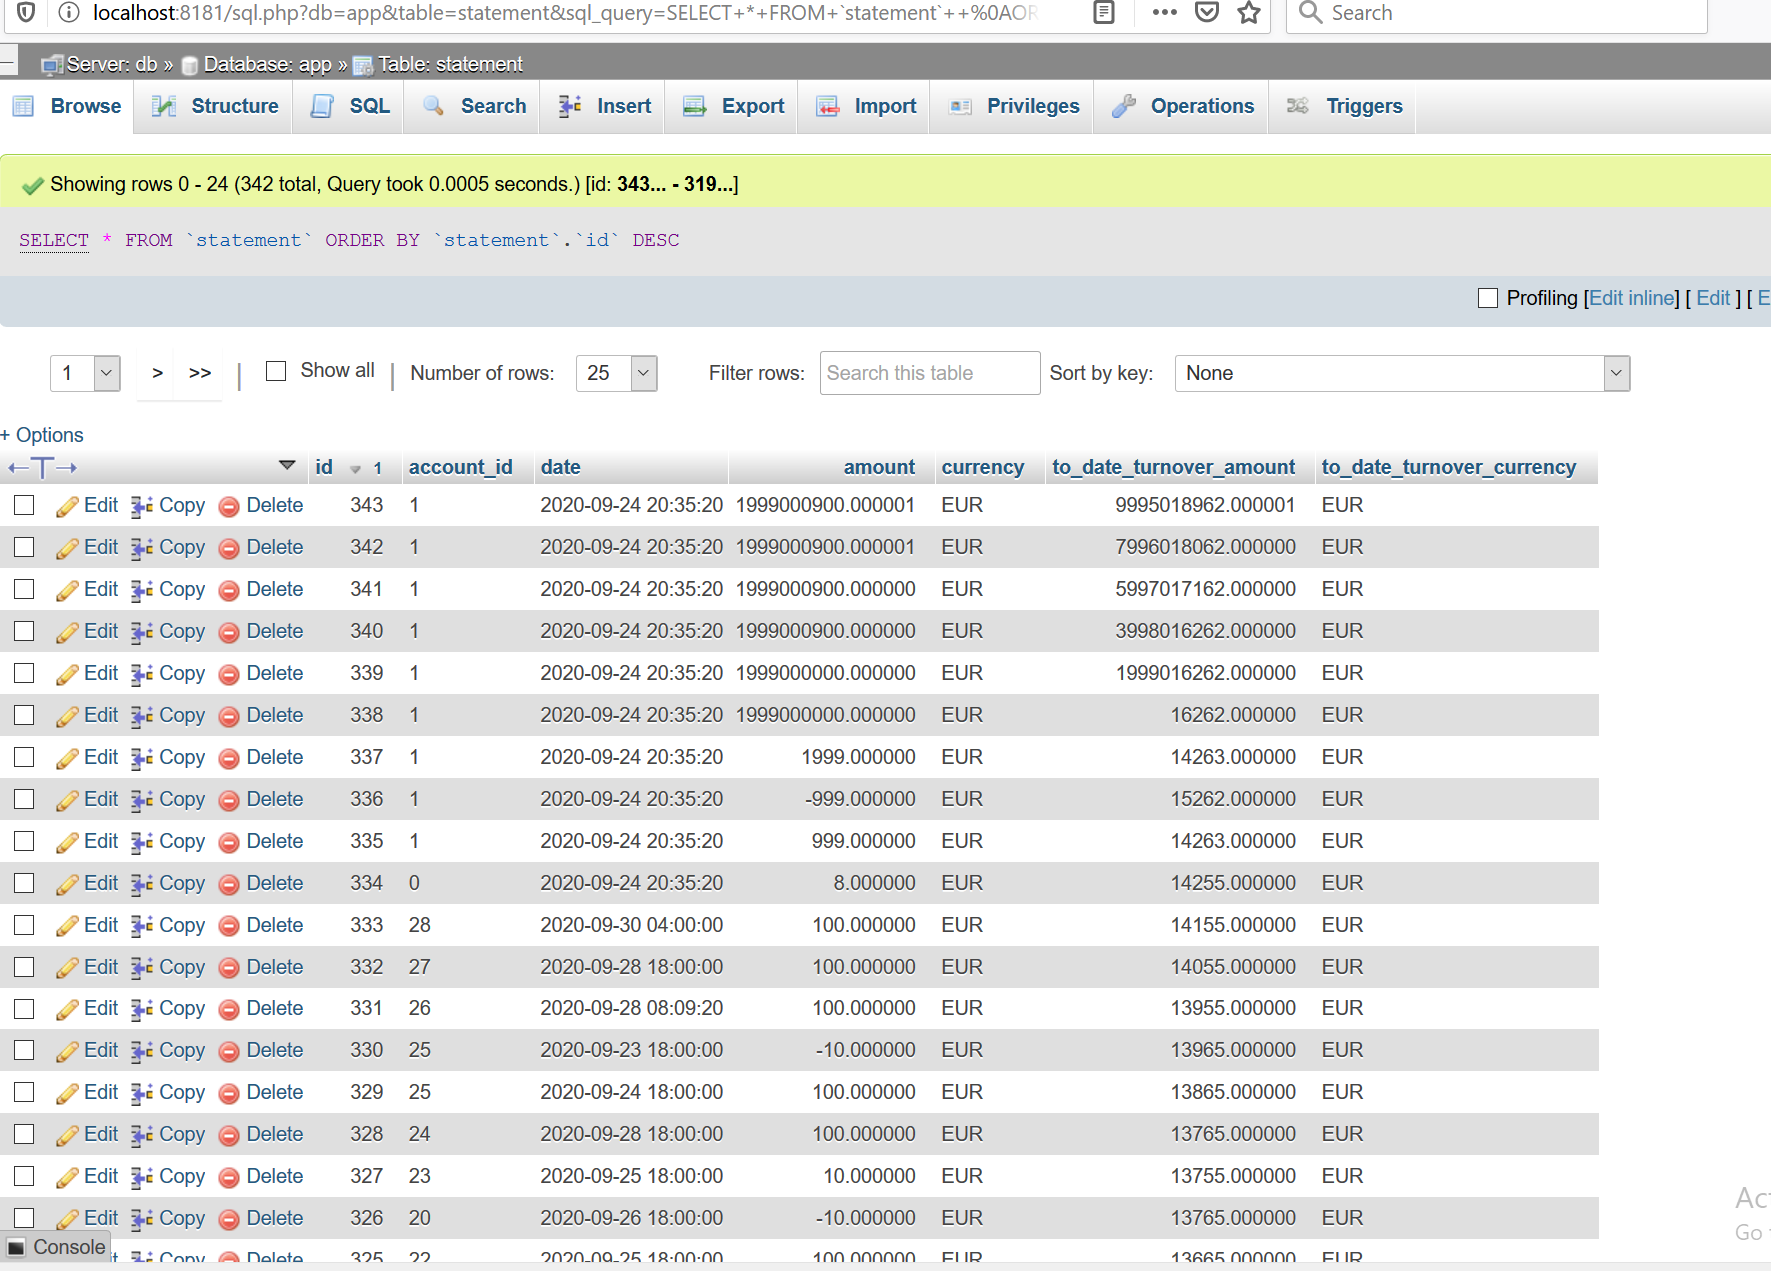 localhost:8181/sql.php?db=app&table=statement&sql_query=SELECT+*+FROM+`statement`++%0AOR
Search
Server: db » Database: app » Table: statement
Browse Structure SQL Search Insert Export Import Privileges Operations Triggers
Showing rows 0 - 24 (342 total, Query took 0.0005 seconds.) [id: 343... - 319...]
SELECT * FROM `statement` ORDER BY `statement`.`id` DESC
Profiling [Edit inline] [ Edit ] [ E
1 > >> | Show all | Number of rows: 25 Filter rows: Search this table Sort by key: None
+ Options
←T→ id 1 account_id date amount currency to_date_turnover_amount to_date_turnover_currency
Edit Copy Delete 343 1 2020-09-24 20:35:20 1999000900.000001 EUR 9995018962.000001 EUR
Edit Copy Delete 342 1 2020-09-24 20:35:20 1999000900.000001 EUR 7996018062.000000 EUR
Edit Copy Delete 341 1 2020-09-24 20:35:20 1999000900.000000 EUR 5997017162.000000 EUR
Edit Copy Delete 340 1 2020-09-24 20:35:20 1999000900.000000 EUR 3998016262.000000 EUR
Edit Copy Delete 339 1 2020-09-24 20:35:20 1999000000.000000 EUR 1999016262.000000 EUR
Edit Copy Delete 338 1 2020-09-24 20:35:20 1999000000.000000 EUR 16262.000000 EUR
Edit Copy Delete 337 1 2020-09-24 20:35:20 1999.000000 EUR 14263.000000 EUR
Edit Copy Delete 336 1 2020-09-24 20:35:20 -999.000000 EUR 15262.000000 EUR
Edit Copy Delete 335 1 2020-09-24 20:35:20 999.000000 EUR 14263.000000 EUR
Edit Copy Delete 334 0 2020-09-24 20:35:20 8.000000 EUR 14255.000000 EUR
Edit Copy Delete 333 28 2020-09-30 04:00:00 100.000000 EUR 14155.000000 EUR
Edit Copy Delete 332 27 2020-09-28 18:00:00 100.000000 EUR 14055.000000 EUR
Edit Copy Delete 331 26 2020-09-28 08:09:20 100.000000 EUR 13955.000000 EUR
Edit Copy Delete 330 25 2020-09-23 18:00:00 -10.000000 EUR 13965.000000 EUR
Edit Copy Delete 329 25 2020-09-24 18:00:00 100.000000 EUR 13865.000000 EUR
Edit Copy Delete 328 24 2020-09-28 18:00:00 100.000000 EUR 13765.000000 EUR
Edit Copy Delete 327 23 2020-09-25 18:00:00 10.000000 EUR 13755.000000 EUR
Edit Copy Delete 326 20 2020-09-26 18:00:00 -10.000000 EUR 13765.000000 EUR
Copy Delete 325 22 2020-09-25 18:00:00 100.000000 EUR 13665.000000 EUR
Console
Act
Go